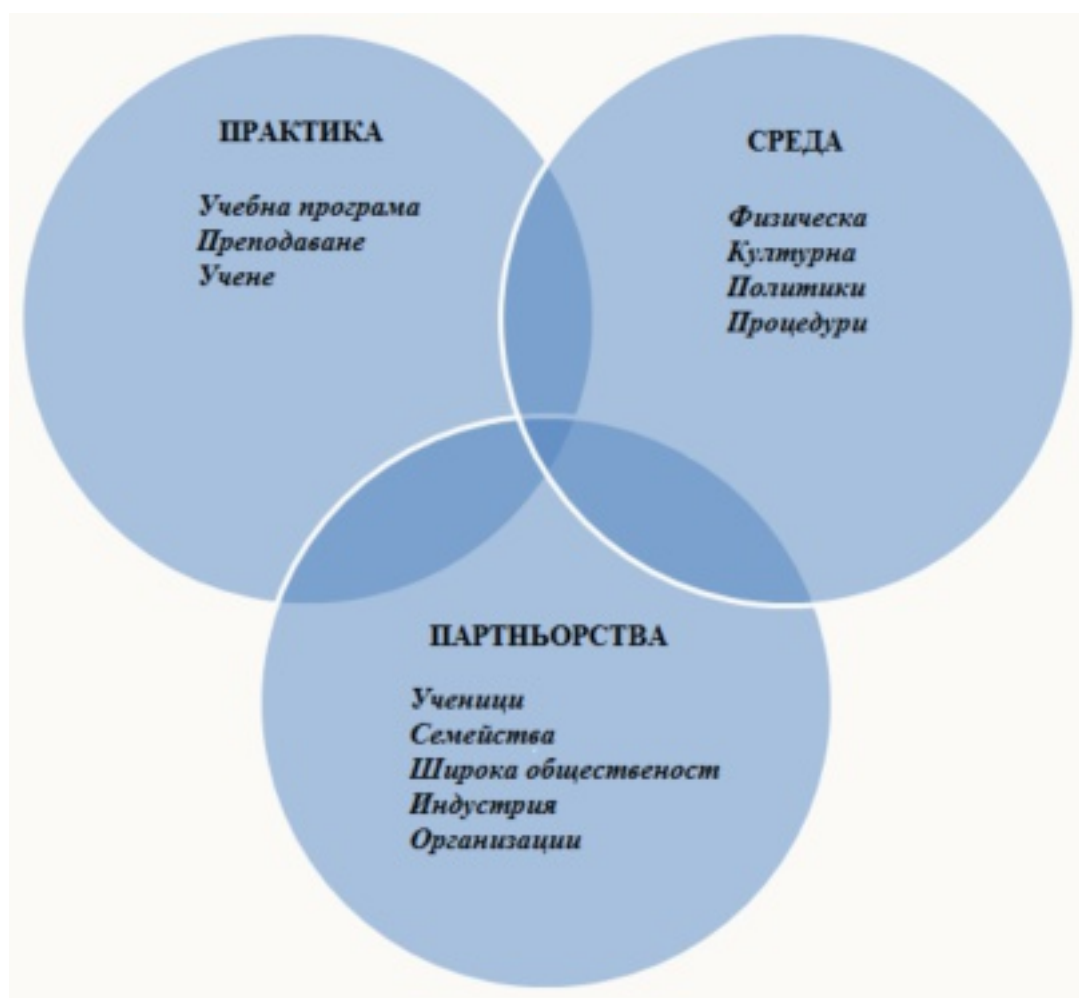 ПРАКТИКА
Учебна програма
Преподаване
Учене
СРЕДА
Физическа
Културна
Политики
Процедури
ПАРТНЬОРСТВА
Ученици
Семейства
Широка общественост
Индустрия
Организации